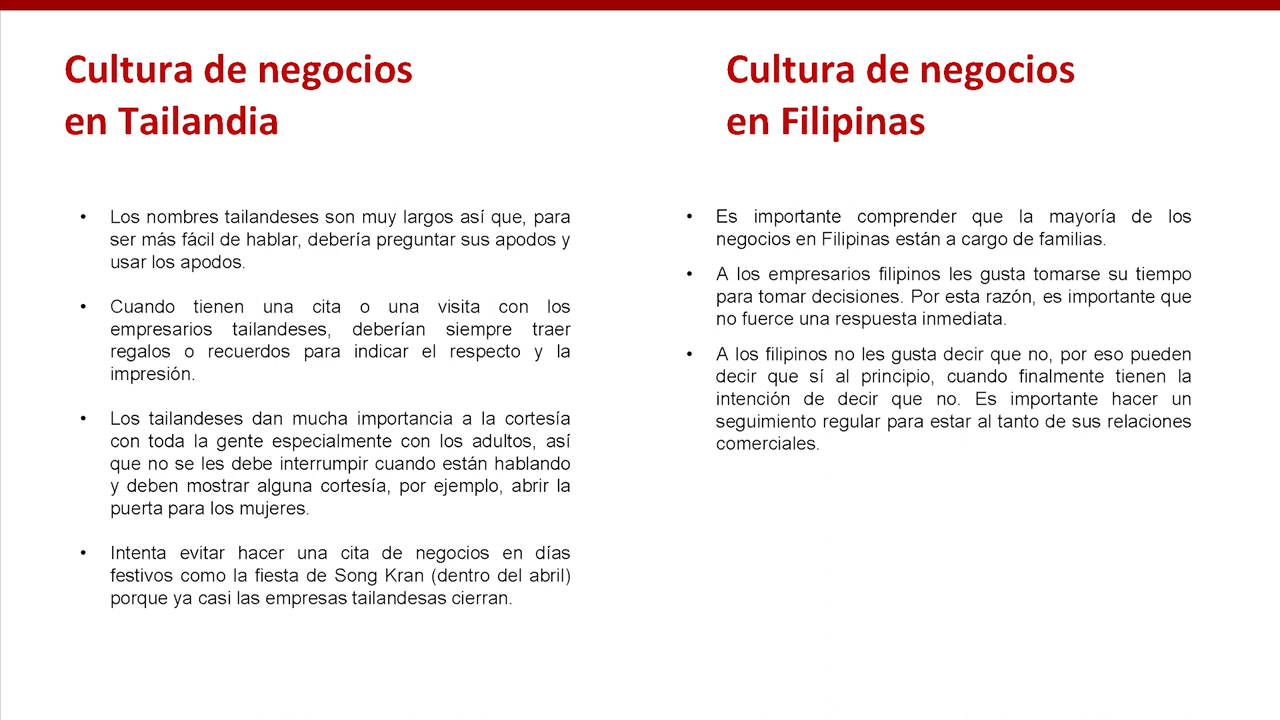 Cultura de negocios
en Tailandia
• Los nombres tailandeses son muy largos así que, para
ser más fácil de hablar, debería preguntar sus apodos y
usar los apodos.
• Cuando tienen una cita o una visita con los
empresarios tailandeses, deberían siempre traer
regalos o recuerdos para indicar el respecto y la
impresión.
• Los tailandeses dan mucha importancia a la cortesía
con toda la gente especialmente con los adultos, así
que no se les debe interrumpir cuando están hablando
y deben mostrar alguna cortesía, por ejemplo, abrir la
puerta para los mujeres.
• Intenta evitar hacer una cita de negocios en días
festivos como la fiesta de Song Kran (dentro del abril)
porque ya casi las empresas tailandesas cierran.
Cultura de negocios
en Filipinas
• Es importante comprender que la mayoría de los
negocios en Filipinas están a cargo de familias.
• A los empresarios filipinos les gusta tomarse su tiempo
para tomar decisiones. Por esta razón, es importante que
no fuerce una respuesta inmediata.
• A los filipinos no les gusta decir que no, por eso pueden
decir que sí al principio, cuando finalmente tienen la
intención de decir que no. Es importante hacer un
seguimiento regular para estar al tanto de sus relaciones
comerciales.